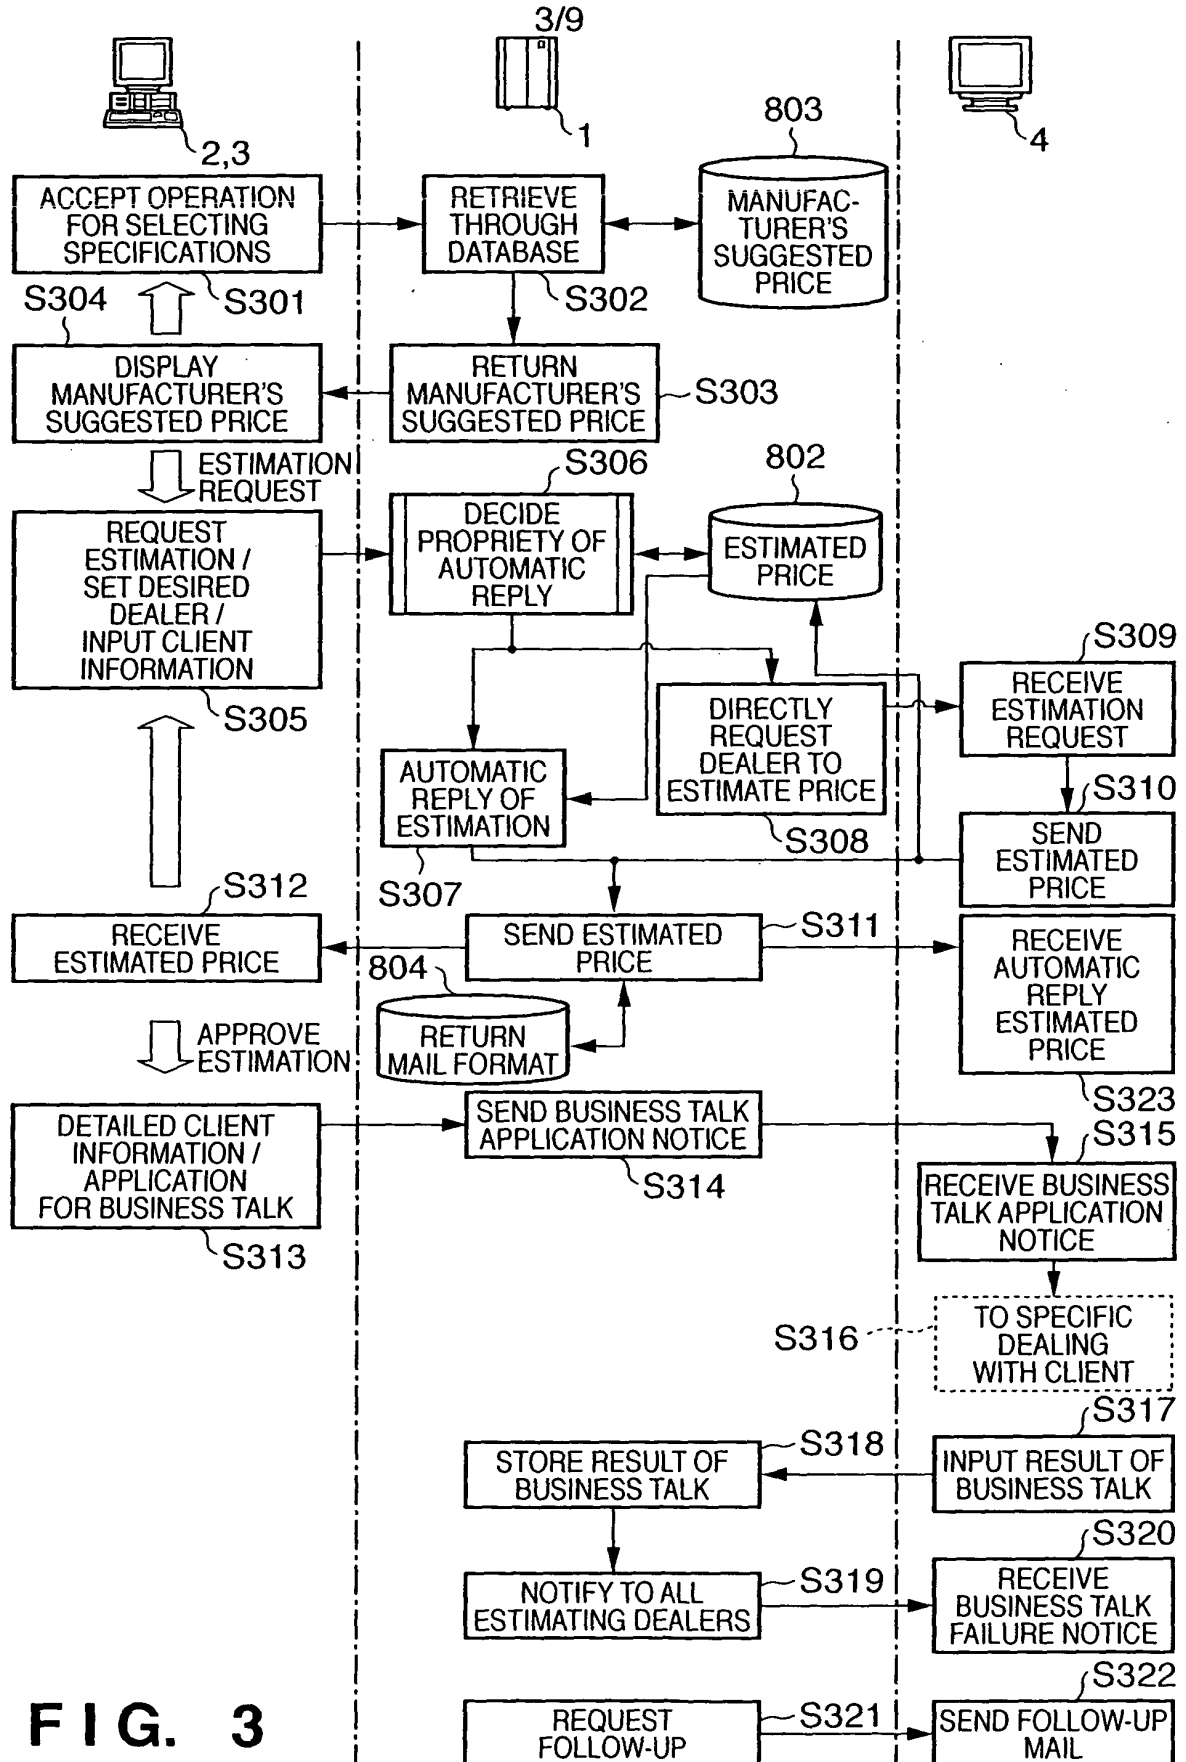 3/9
2,3
1
4
803
ACCEPT OPERATION
FOR SELECTING
SPECIFICATIONS
S301
RETRIEVE
THROUGH
DATABASE
S302
MANUFAC-
TURER'S
SUGGESTED
PRICE
S304
DISPLAY
MANUFACTURER'S
SUGGESTED PRICE
RETURN
MANUFACTURER'S
SUGGESTED PRICE
S303
ESTIMATION
REQUEST
S306
802
REQUEST
ESTIMATION /
SET DESIRED
DEALER /
INPUT CLIENT
INFORMATION
S305
DECIDE
PROPRIETY OF
AUTOMATIC
REPLY
ESTIMATED
PRICE
S309
RECEIVE
ESTIMATION
REQUEST
DIRECTLY
REQUEST
DEALER TO
ESTIMATE PRICE
S308
AUTOMATIC
REPLY OF
ESTIMATION
S307
S310
SEND
ESTIMATED
PRICE
S312
RECEIVE
ESTIMATED PRICE
SEND ESTIMATED
PRICE
S311
RECEIVE
AUTOMATIC
REPLY
ESTIMATED
PRICE
S323
804
RETURN
MAIL FORMAT
APPROVE
ESTIMATION
DETAILED CLIENT
INFORMATION /
APPLICATION
FOR BUSINESS TALK
S313
SEND BUSINESS TALK
APPLICATION NOTICE
S314
S315
RECEIVE BUSINESS
TALK APPLICATION
NOTICE
S316
TO SPECIFIC
DEALING
WITH CLIENT
S317
INPUT RESULT OF
BUSINESS TALK
STORE RESULT OF
BUSINESS TALK
S318
NOTIFY TO ALL
ESTIMATING DEALERS
S319
S320
RECEIVE
BUSINESS TALK
FAILURE NOTICE
REQUEST
FOLLOW-UP
S321
S322
SEND FOLLOW-UP
MAIL
FIG. 3